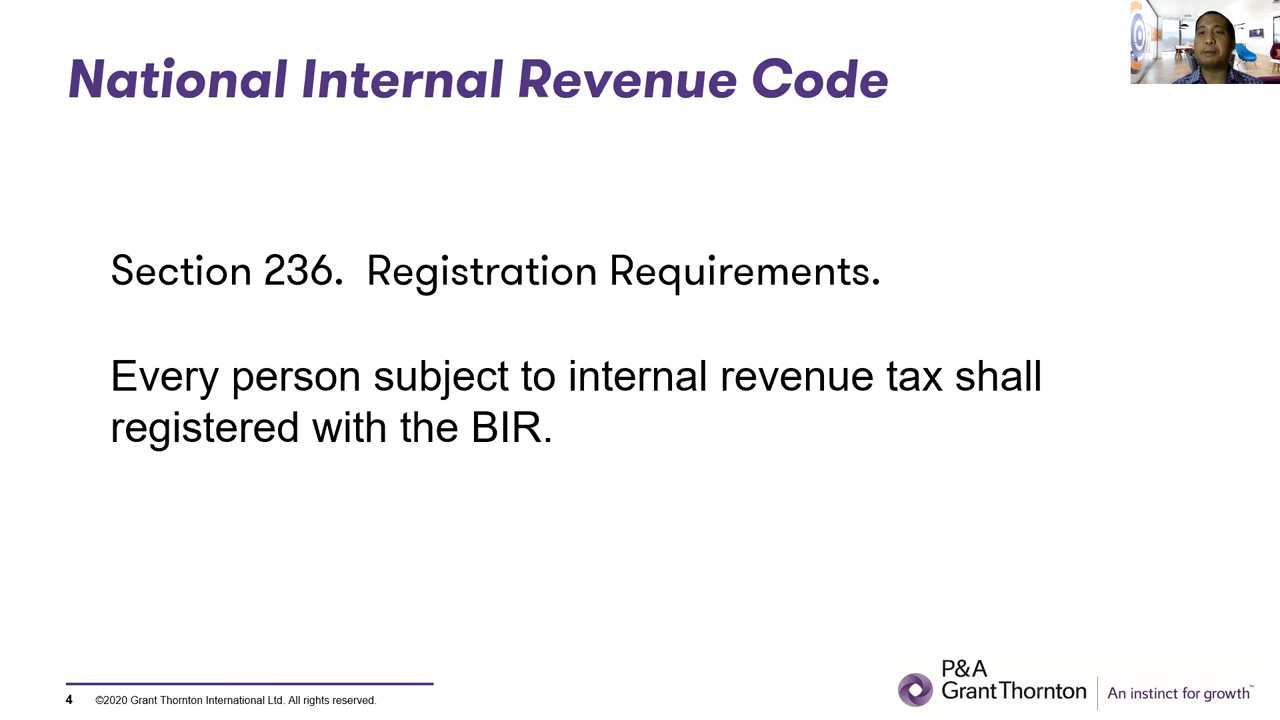 National Internal Revenue Code
Section 236. Registration Requirements.
Every person subject to internal revenue tax shall
registered with the BIR.
4 ©2020 Grant Thornton International Ltd. All rights reserved.
P&A
Grant Thornton
An instinct for growth™